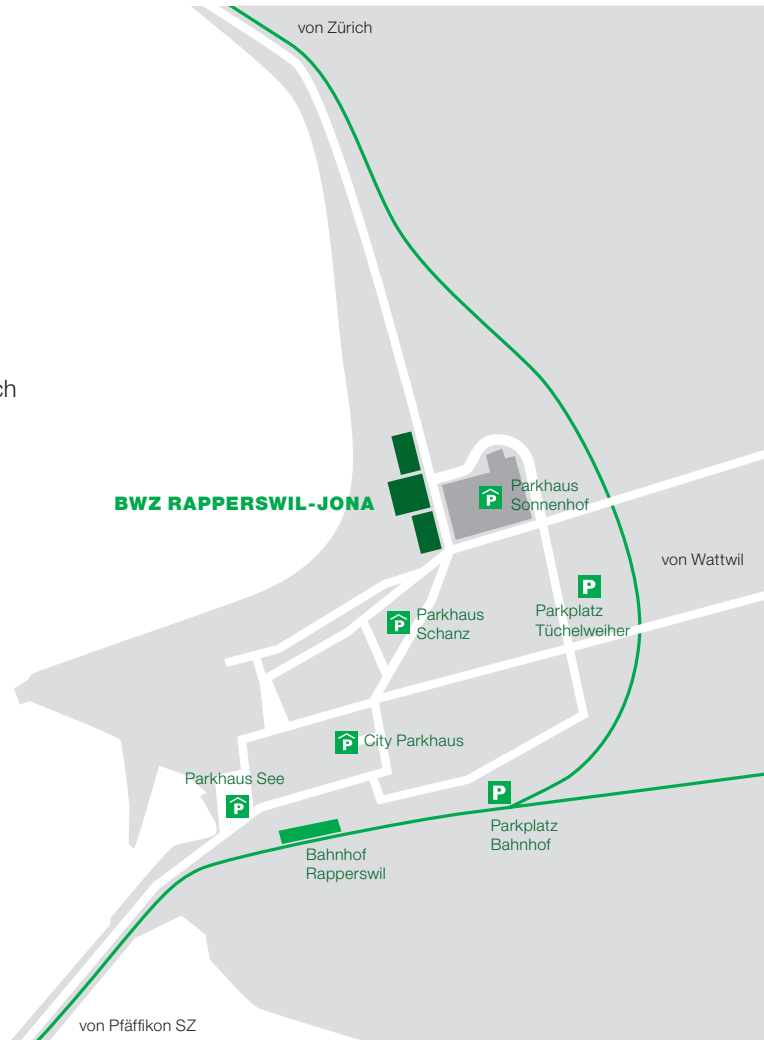 von Zürich
ch
BWZ RAPPERSWIL-JONA
P
Parkhaus
Sonnenhof
von Wattwil
P
Parkplatz
Tüchelweiher
P
Parkhaus
Schanz
P
City Parkhaus
Parkhaus See
P
P
Parkplatz
Bahnhof
Bahnhof
Rapperswil
von Pfäffikon SZ